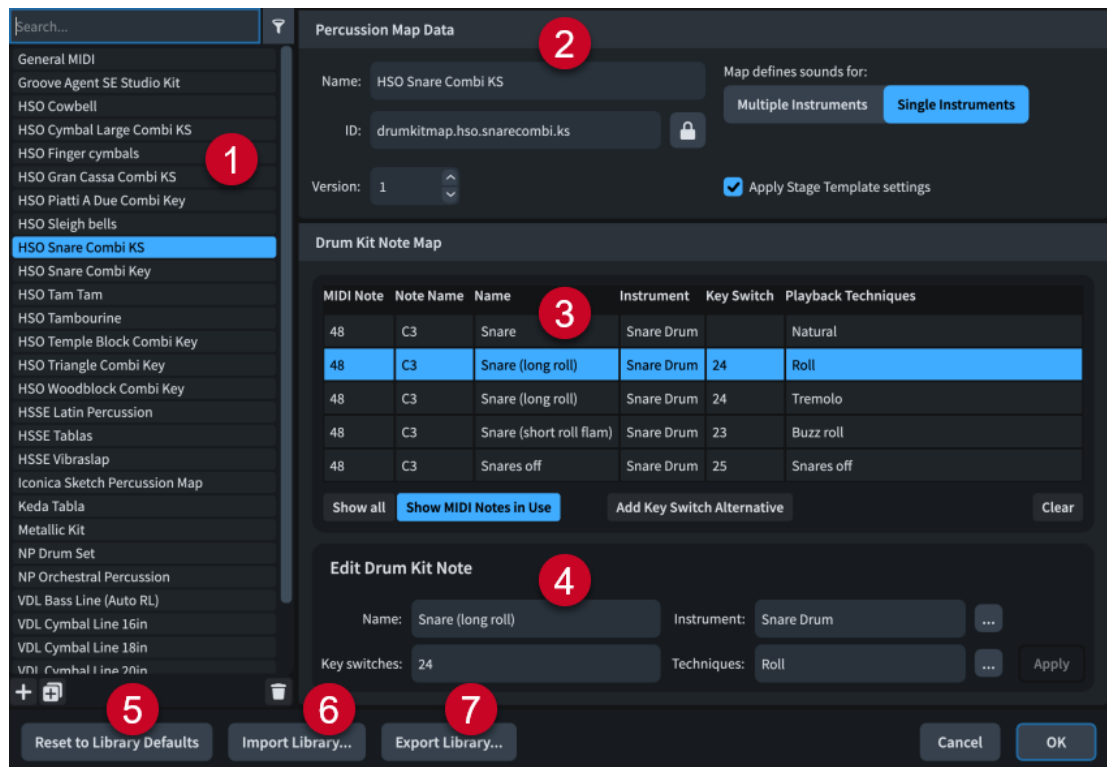 Search...
General MIDI
Groove Agent SE Studio Kit
HSO Cowbell
HSO Cymbal Large Combi KS
HSO Finger cymbals
HSO Gran Cassa Combi KS
HSO Piatti A Due Combi Key
HSO Sleigh bells
HSO Snare Combi KS
HSO Snare Combi Key
HSO Tam Tam
HSO Tambourine
HSO Temple Block Combi Key
HSO Triangle Combi Key
HSO Woodblock Combi Key
HSSE Latin Percussion
HSSE Tablas
HSSE Vibraslap
Iconica Sketch Percussion Map
Keda Tabla
Metallic Kit
NP Drum Set
NP Orchestral Percussion
VDL Bass Line (Auto RL)
VDL Cymbal Line 16in
VDL Cymbal Line 18in
VDL Cymbal Line 20in
1
Percussion Map Data
2
Name: HSO Snare Combi KS
ID: drumkitmap.hso.snarecombi.ks
Version: 1
Map defines sounds for:
Multiple Instruments Single Instruments
Apply Stage Template settings
Drum Kit Note Map
MIDI Note Note Name Name Instrument Key Switch Playback Techniques
3
48 C3 Snare Snare Drum Natural
48 C3 Snare (long roll) Snare Drum 24 Roll
48 C3 Snare (long roll) Snare Drum 24 Tremolo
48 C3 Snare (short roll flam) Snare Drum 23 Buzz roll
48 C3 Snares off Snare Drum 25 Snares off
Show all Show MIDI Notes in Use Add Key Switch Alternative Clear
Edit Drum Kit Note
4
Name: Snare (long roll) Instrument: Snare Drum ...
Key switches: 24 Techniques: Roll ... Apply
5 6 7
Reset to Library Defaults Import Library... Export Library... Cancel OK